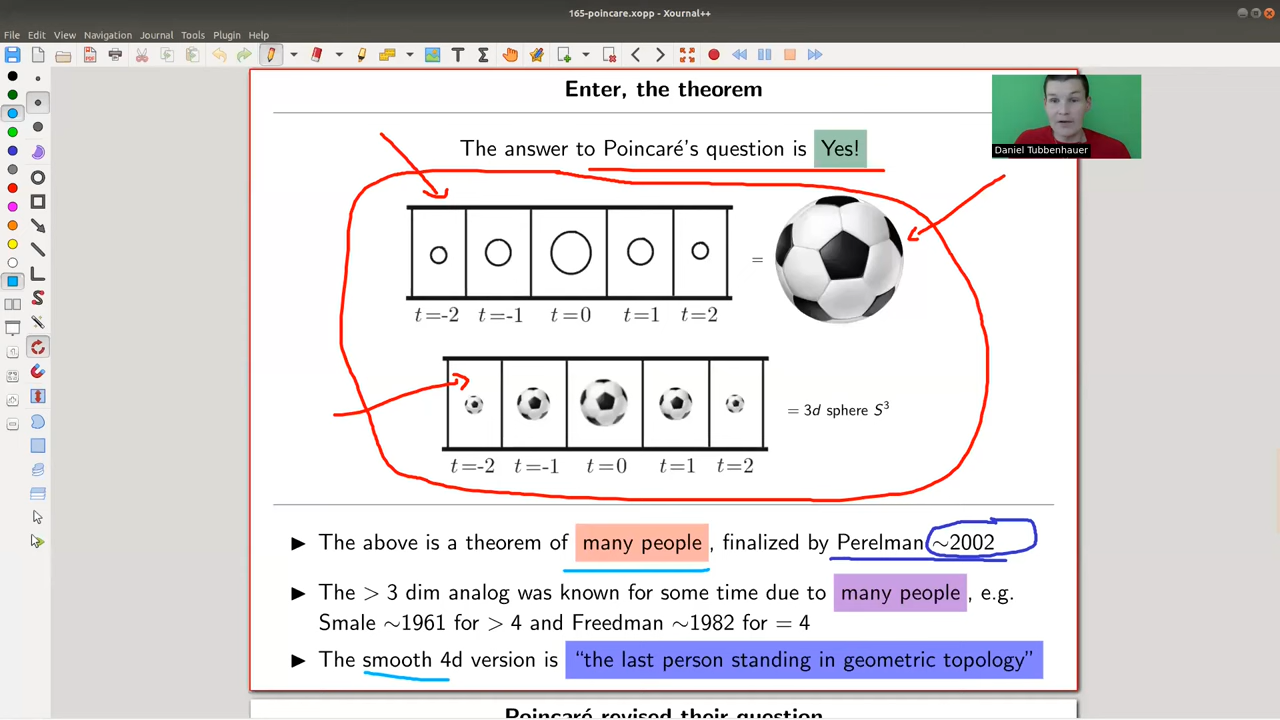 165-poincare.xopp - Xournal++
File Edit View Navigation Journal Tools Plugin Help
Enter, the theorem
Daniel Tubbenhauer
The answer to Poincaré's question is Yes!
=
t=-2 t=-1 t=0 t=1 t=2
= 3d sphere S³
t=-2 t=-1 t=0 t=1 t=2
▶ The above is a theorem of many people, finalized by Perelman ~2002
▶ The > 3 dim analog was known for some time due to many people, e.g.
Smale ~1961 for > 4 and Freedman ~1982 for = 4
▶ The smooth 4d version is "the last person standing in geometric topology"
Poincaré revised their question